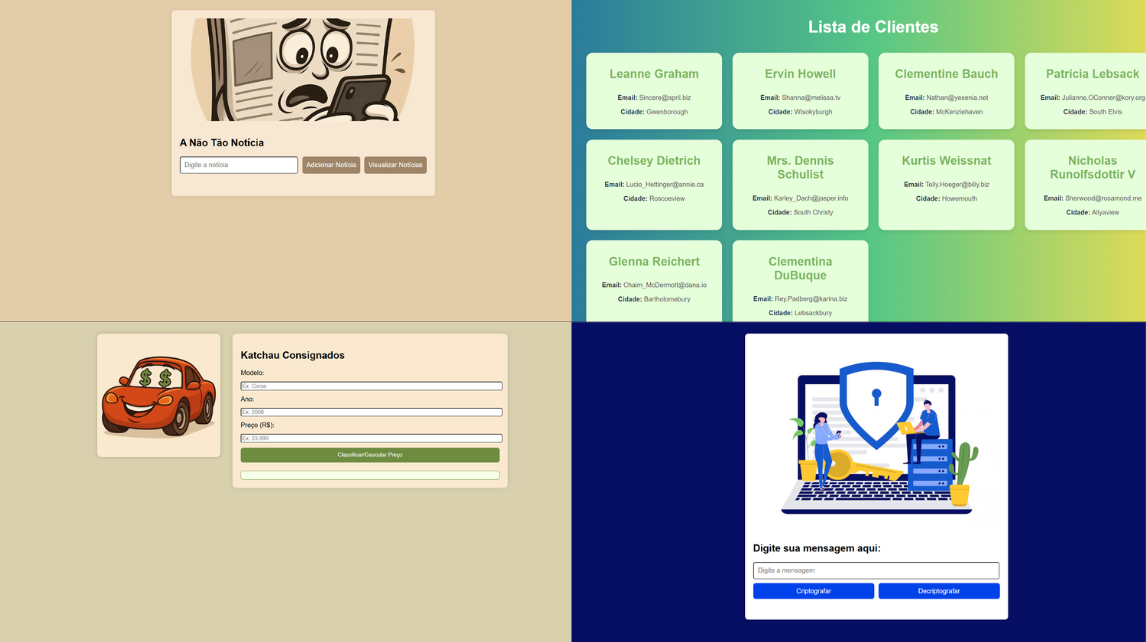 A Não Tão Notícia
Digite a notícia
Adicionar Notícia
Visualizar Notícias
Lista de Clientes
Leanne Graham
Email: Sincere@april.biz
Cidade: Gwenborough
Ervin Howell
Email: Shanna@melissa.tv
Cidade: Wisokyburgh
Clementine Bauch
Email: Nathan@yesenia.net
Cidade: McKenziehaven
Patricia Lebsack
Email: Julianne.OConner@kory.org
Cidade: South Elvis
Chelsey Dietrich
Email: Lucio_Hettinger@annie.ca
Cidade: Roscoeview
Mrs. Dennis
Schulist
Email: Karley_Dach@jasper.info
Cidade: South Christy
Kurtis Weissnat
Email: Telly.Hoeger@billy.biz
Cidade: Howemouth
Nicholas
Runolfsdottir V
Email: Sherwood@rosamond.me
Cidade: Aliyaview
Glenna Reichert
Email: Chaim_McDermott@dana.io
Cidade: Bartholomebury
Clementina
DuBuque
Email: Rey.Padberg@karina.biz
Cidade: Lebsackbury
Katchau Consignados
Modelo:
Ex: Corsa
Ano:
Ex: 2008
Preço (R$):
Ex: 23.000
Classificar/Caucular Preço
Digite sua mensagem aqui:
Digite a mensagem
Criptografar
Decriptografar